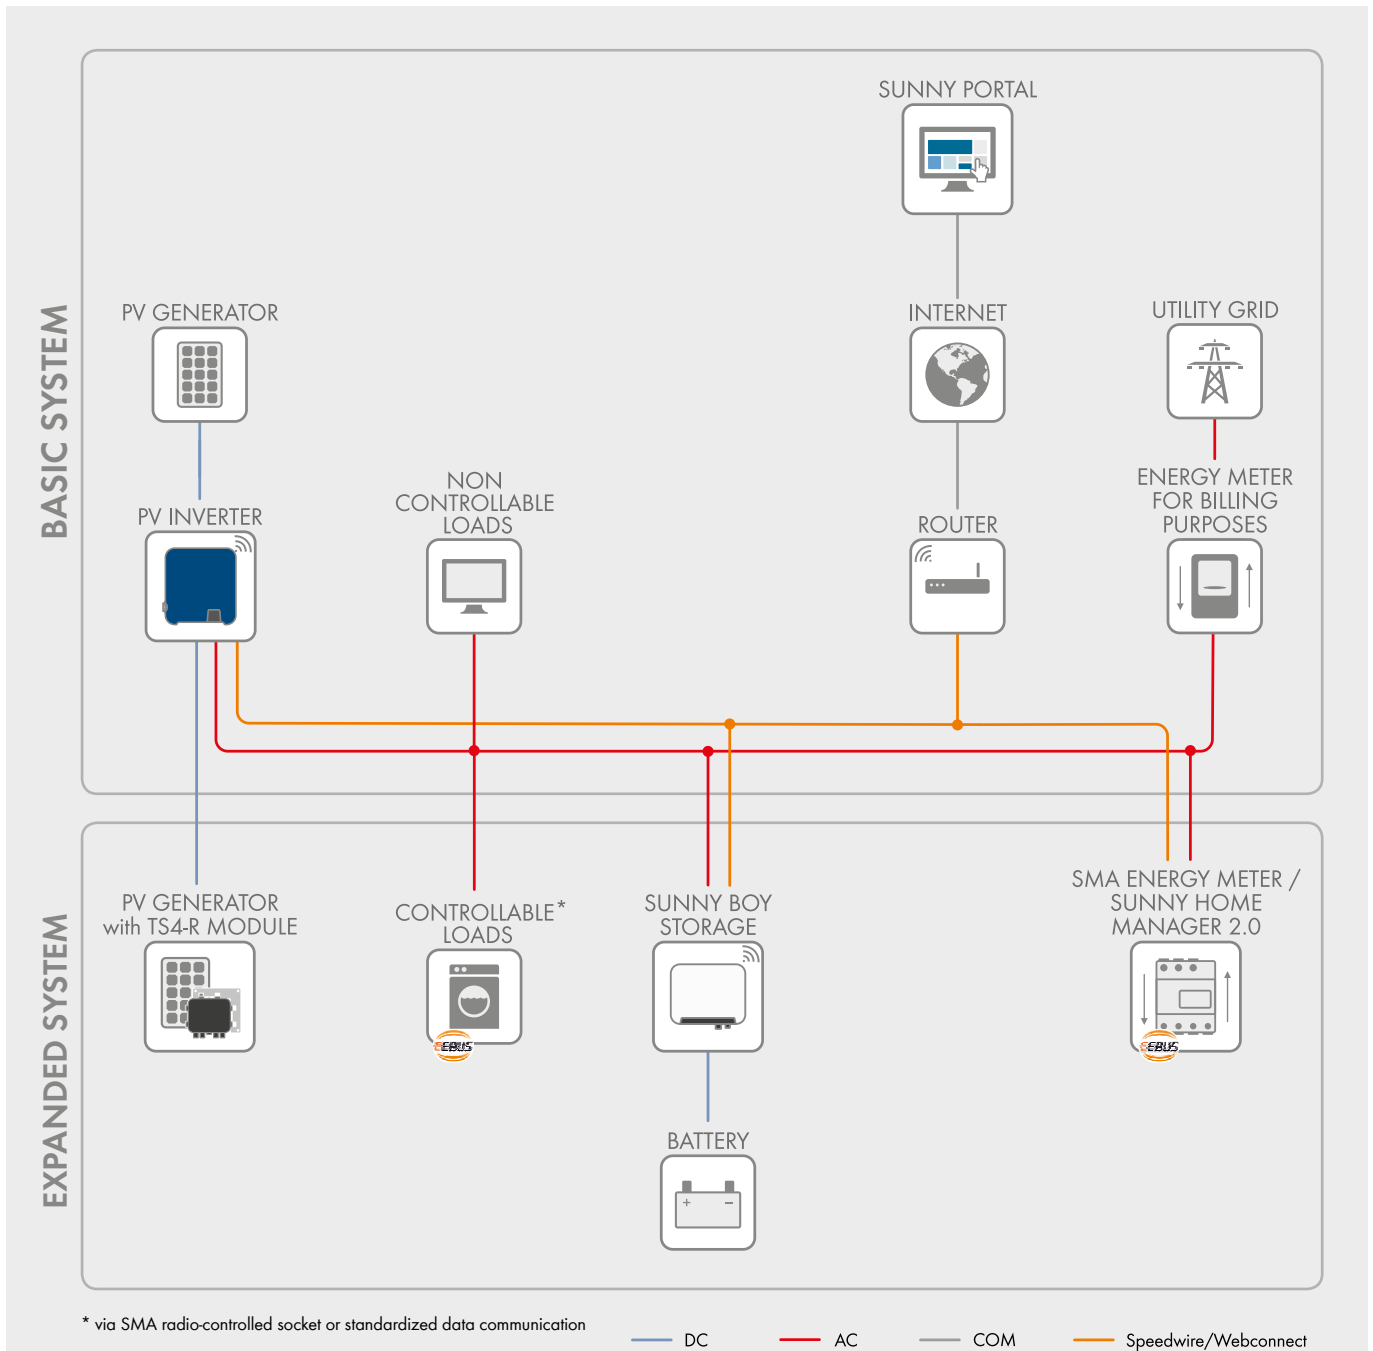 SUNNY PORTAL
PV GENERATOR
INTERNET
UTILITY GRID
BASIC SYSTEM
NON
CONTROLLABLE
LOADS
ENERGY METER
FOR BILLING
PURPOSES
PV INVERTER
ROUTER
PV GENERATOR
with TS4-R MODULE
CONTROLLABLE*
LOADS
SUNNY BOY
STORAGE
SMA ENERGY METER /
SUNNY HOME
MANAGER 2.0
EXPANDED SYSTEM
EEBUS
EEBUS
BATTERY
+ −
* via SMA radio-controlled socket or standardized data communication
DC
AC
COM
Speedwire/Webconnect